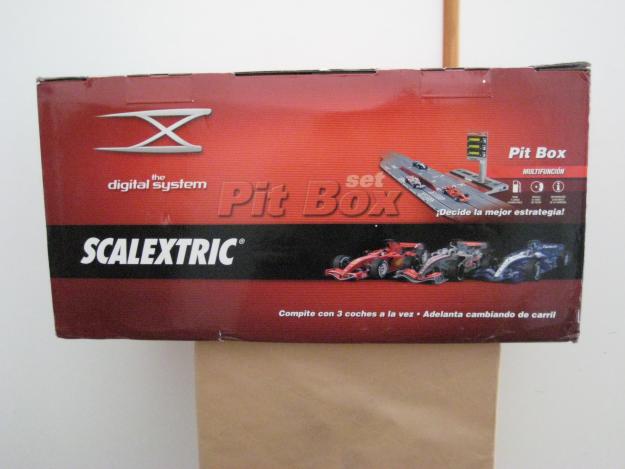 the
digital system
Pit Box set
Pit Box
MULTIFUNCIÓN
¡Decide la mejor estrategia!
SCALEXTRIC®
Compite con 3 coches a la vez • Adelanta cambiando de carril